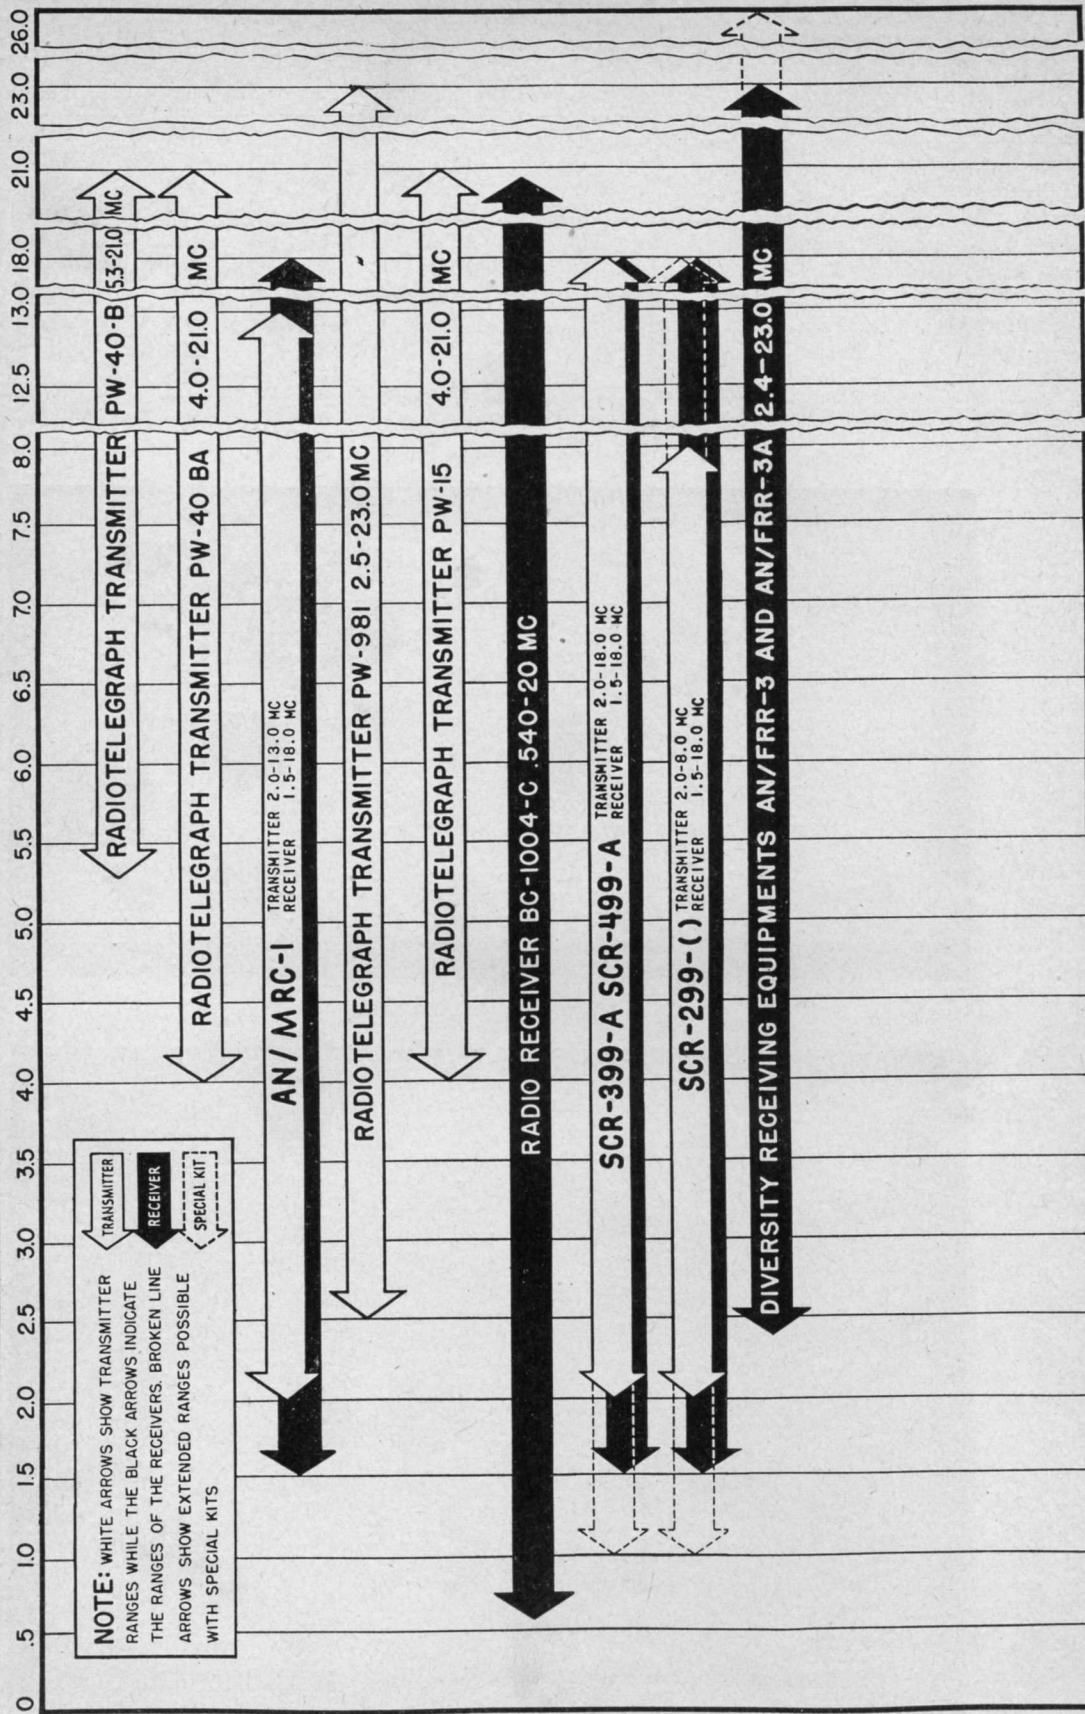 0 .5 1.0 1.5 2.0 2.5 3.0 3.5 4.0 4.5 5.0 5.5 6.0 6.5 7.0 7.5 8.0 12.5 13.0 18.0 21.0 23.0 26.0
NOTE: WHITE ARROWS SHOW TRANSMITTER
RANGES WHILE THE BLACK ARROWS INDICATE
THE RANGES OF THE RECEIVERS. BROKEN LINE
ARROWS SHOW EXTENDED RANGES POSSIBLE
WITH SPECIAL KITS
TRANSMITTER
RECEIVER
SPECIAL KIT
RADIOTELEGRAPH TRANSMITTER PW-40-B 5.3-21.0 MC
RADIOTELEGRAPH TRANSMITTER PW-40 BA 4.0-21.0 MC
AN/MRC-1
TRANSMITTER 2.0-13.0 MC
RECEIVER 1.5-18.0 MC
RADIOTELEGRAPH TRANSMITTER PW-981 2.5-23.0 MC
RADIOTELEGRAPH TRANSMITTER PW-15 4.0-21.0 MC
RADIO RECEIVER BC-1004-C .540-20 MC
SCR-399-A SCR-499-A
TRANSMITTER 2.0-18.0 MC
RECEIVER 1.5-18.0 MC
SCR-299-( )
TRANSMITTER 2.0-8.0 MC
RECEIVER 1.5-18.0 MC
DIVERSITY RECEIVING EQUIPMENTS AN/FRR-3 AND AN/FRR-3A 2.4-23.0 MC